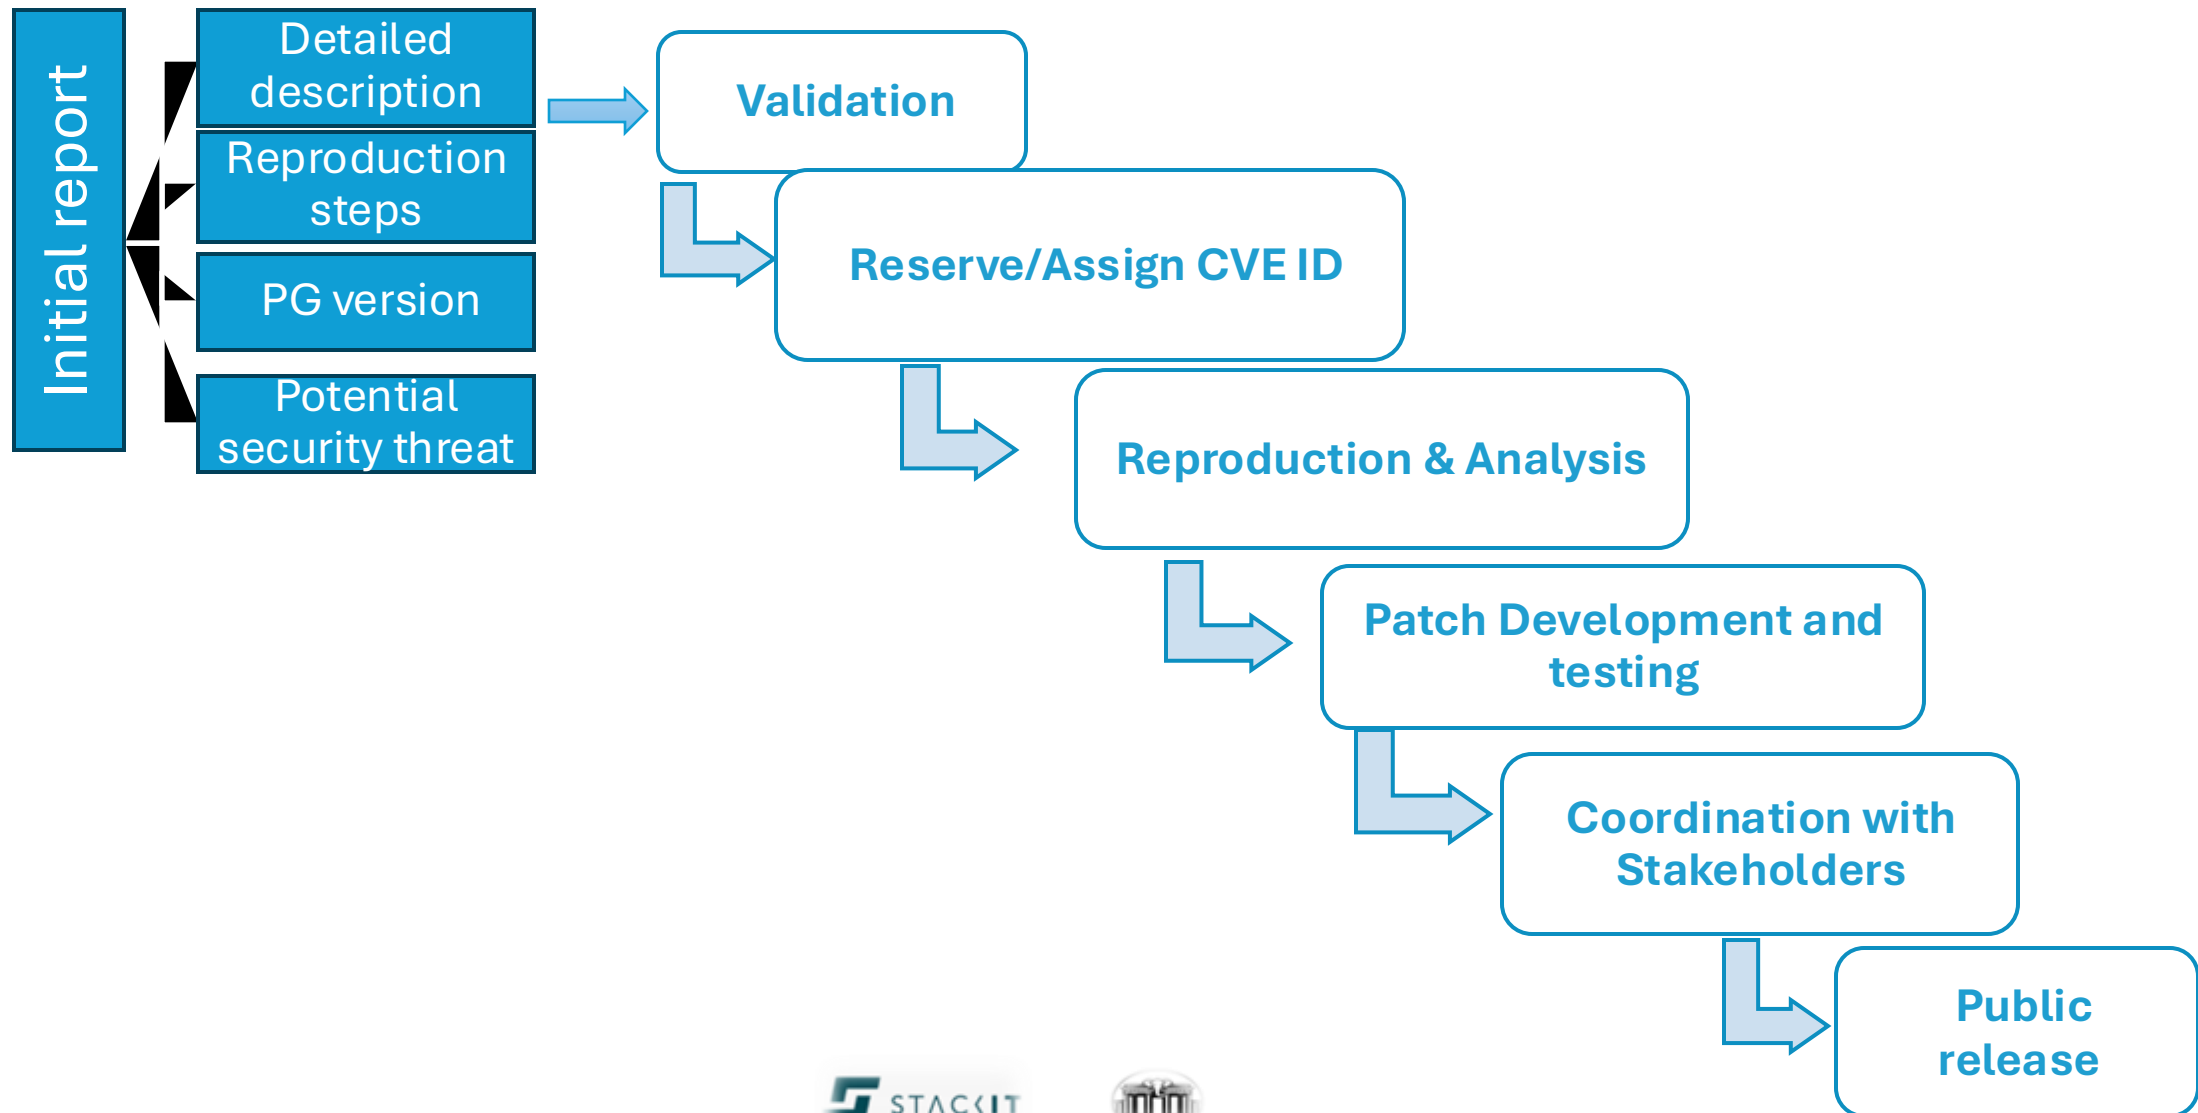 Initial report
Detailed
description
Reproduction
steps
PG version
Potential
security threat
Validation
Reserve/Assign CVE ID
Reproduction & Analysis
Patch Development and
testing
Coordination with
Stakeholders
Public
release
STACKIT